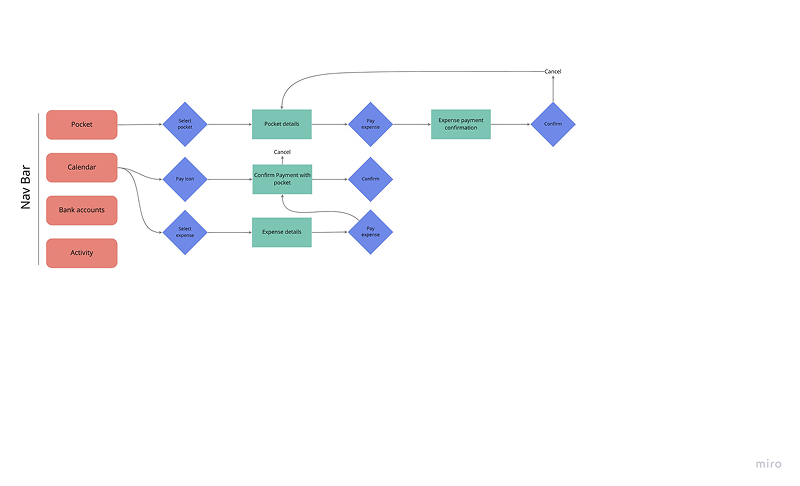 Cancel
Nav Bar
Pocket
Select
pocket
Pocket details
Pay
expense
Expense payment
confirmation
Confirm
Cancel
Calendar
Pay icon
Confirm Payment with
pocket
Confirm
Bank accounts
Select
expense
Expense details
Pay
expense
Activity
miro